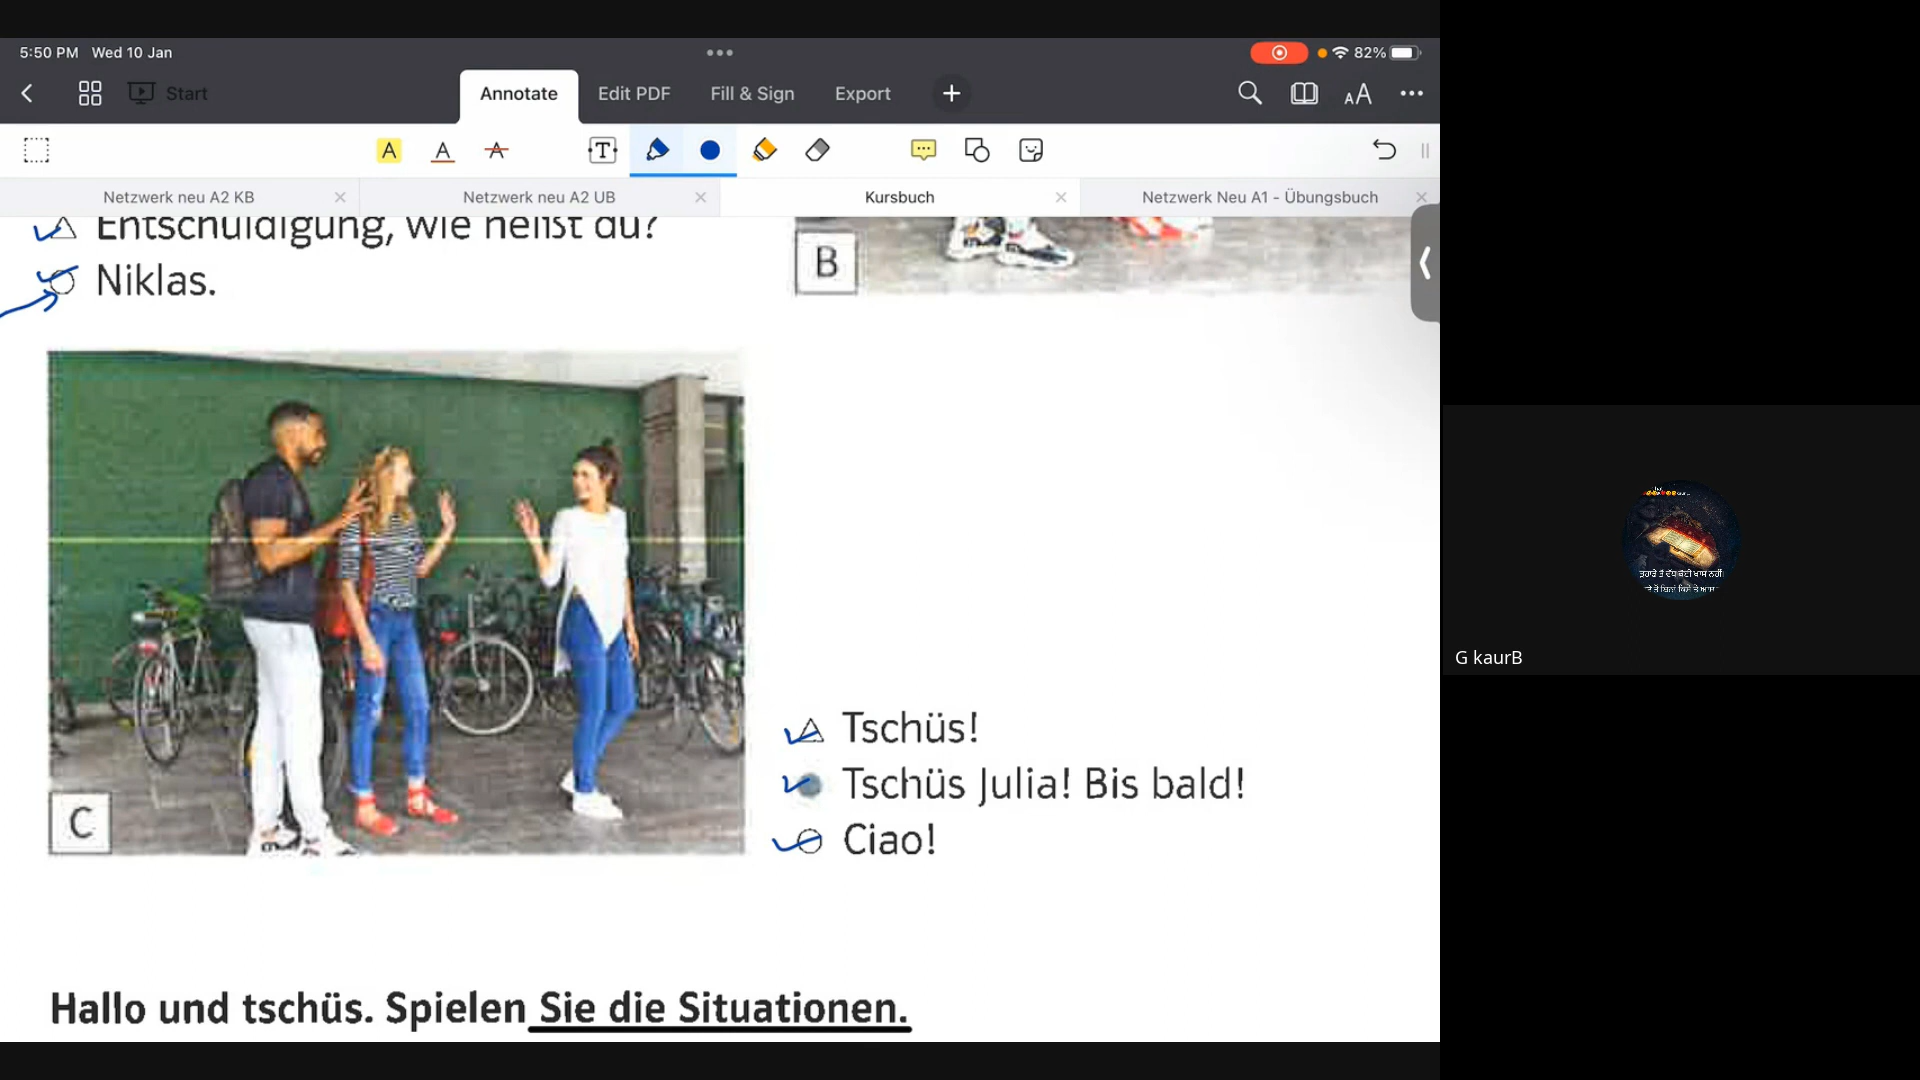 5:50 PM Wed 10 Jan
82%
Start
Annotate
Edit PDF
Fill & Sign
Export
Netzwerk neu A2 KB
Netzwerk neu A2 UB
Kursbuch
Netzwerk Neu A1 - Übungsbuch
Entschuldigung, wie heißt du?
Niklas.
B
C
Tschüs!
Tschüs Julia! Bis bald!
Ciao!
Hallo und tschüs. Spielen Sie die Situationen.
G kaurB